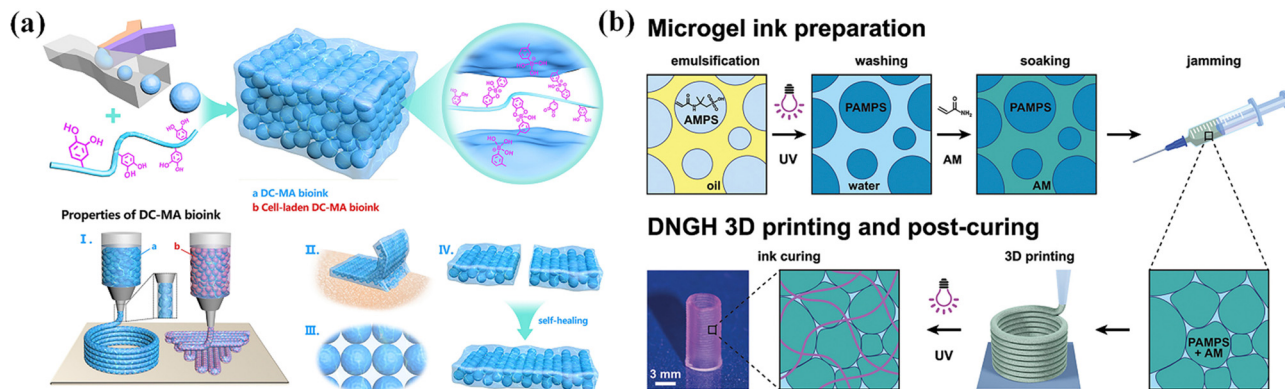 (a)
HO
OH
a DC-MA bioink
b Cell-laden DC-MA bioink
Properties of DC-MA bioink
I.
a
b
II.
III.
IV.
self-healing
(b)
Microgel ink preparation
emulsification
washing
soaking
jamming
AMPS
oil
UV
PAMPS
water
AM
PAMPS
AM
DNGH 3D printing and post-curing
ink curing
3D printing
3 mm
UV
PAMPS
+ AM